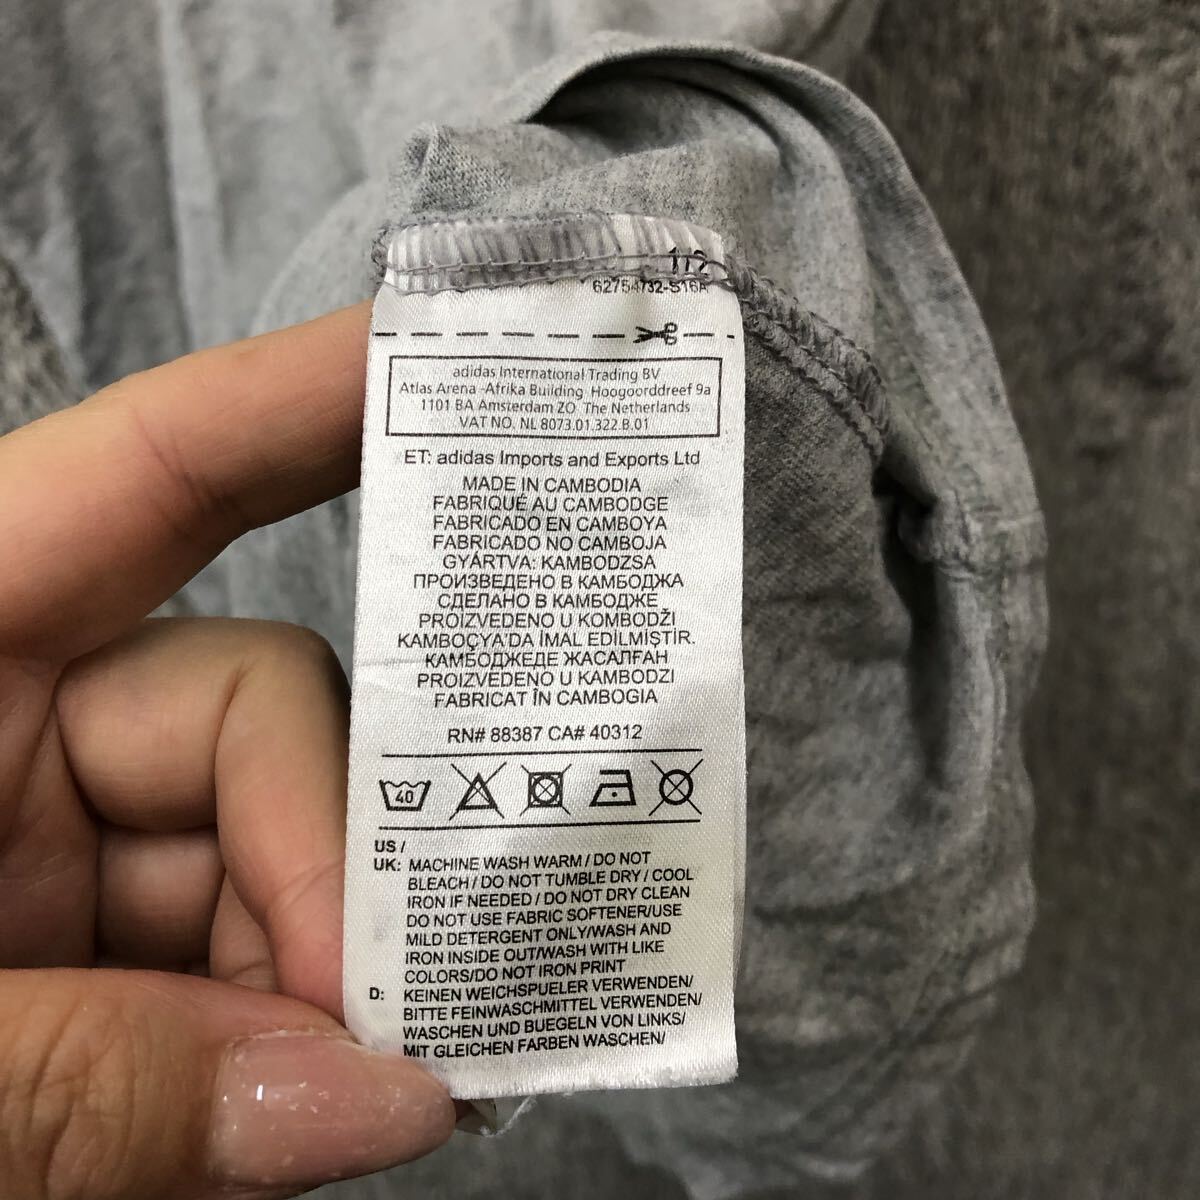 1/2
62754732-S16A
adidas International Trading BV
Atlas Arena -Afrika Building Hoogoorddreef 9a
1101 BA Amsterdam ZO The Netherlands
VAT NO. NL 8073.01.322.B.01
ET: adidas Imports and Exports Ltd
MADE IN CAMBODIA
FABRIQUÉ AU CAMBODGE
FABRICADO EN CAMBOYA
FABRICADO NO CAMBOJA
GYÁRTVA: KAMBODZSA
ПРОИЗВЕДЕНО В КАМБОДЖА
СДЕЛАНО В КАМБОДЖЕ
PROIZVEDENO U KOMBODŽI
KAMBOÇYA'DA İMAL EDİLMİŞTİR.
КАМБОДЖЕДЕ ЖАСАЛҒАН
PROIZVEDENO U KAMBODZI
FABRICAT ÎN CAMBOGIA
RN# 88387 CA# 40312
40
US /
UK: MACHINE WASH WARM / DO NOT
BLEACH / DO NOT TUMBLE DRY / COOL
IRON IF NEEDED / DO NOT DRY CLEAN
DO NOT USE FABRIC SOFTENER/USE
MILD DETERGENT ONLY/WASH AND
IRON INSIDE OUT/WASH WITH LIKE
COLORS/DO NOT IRON PRINT
D: KEINEN WEICHSPUELER VERWENDEN/
BITTE FEINWASCHMITTEL VERWENDEN/
WASCHEN UND BUEGELN VON LINKS/
MIT GLEICHEN FARBEN WASCHEN/